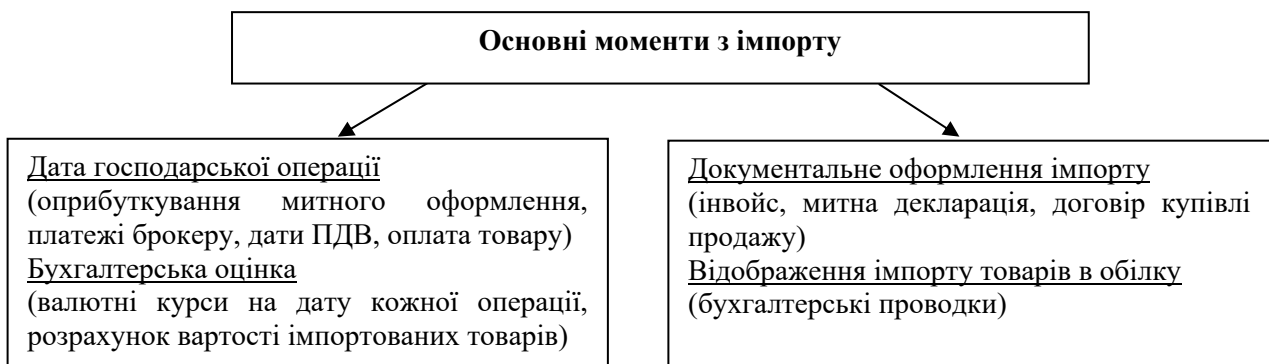 Основні моменти з імпорту
Дата господарської операції
(оприбуткування митного оформлення,
платежі брокеру, дати ПДВ, оплата товару)
Бухгалтерська оцінка
(валютні курси на дату кожної операції,
розрахунок вартості імпортованих товарів)
Документальне оформлення імпорту
(інвойс, митна декларація, договір купівлі
продажу)
Відображення імпорту товарів в обілку
(бухгалтерські проводки)